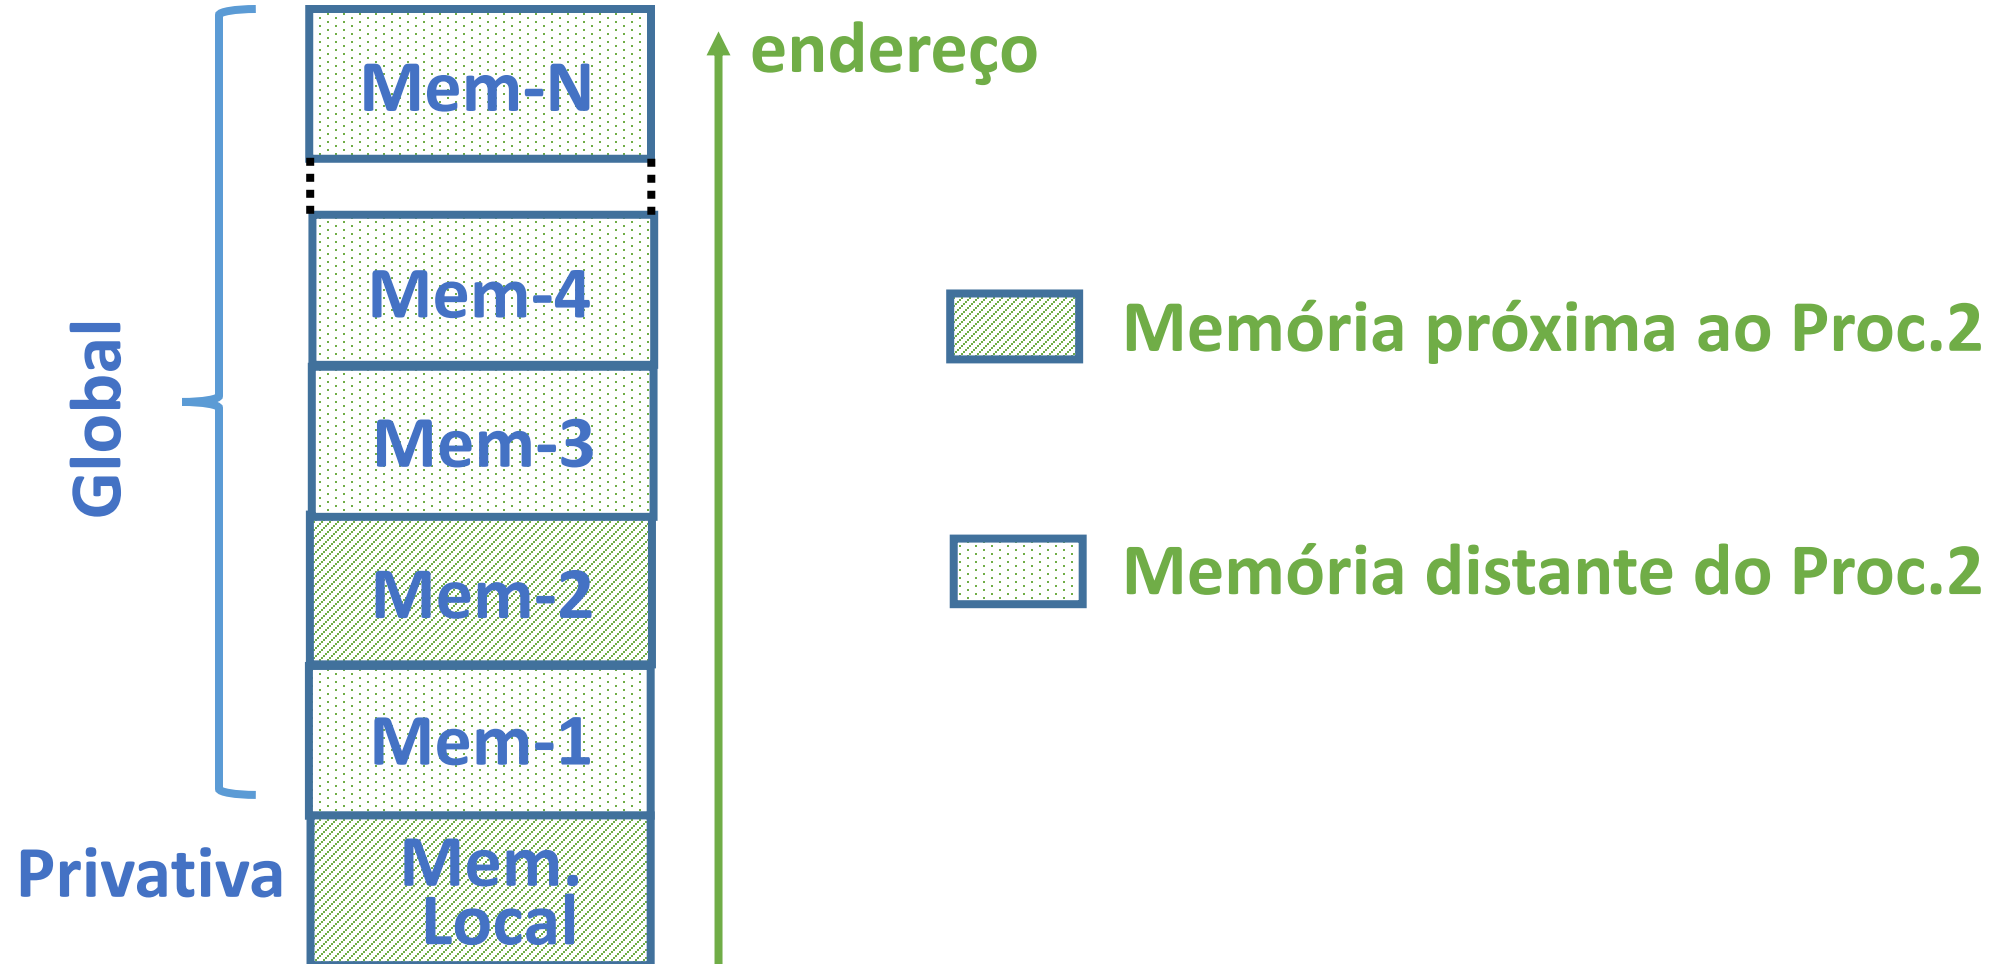 Mem-N
endereço
Mem-4
Memória próxima ao Proc.2
Global
Mem-3
Memória distante do Proc.2
Mem-2
Mem-1
Privativa
Mem.
Local